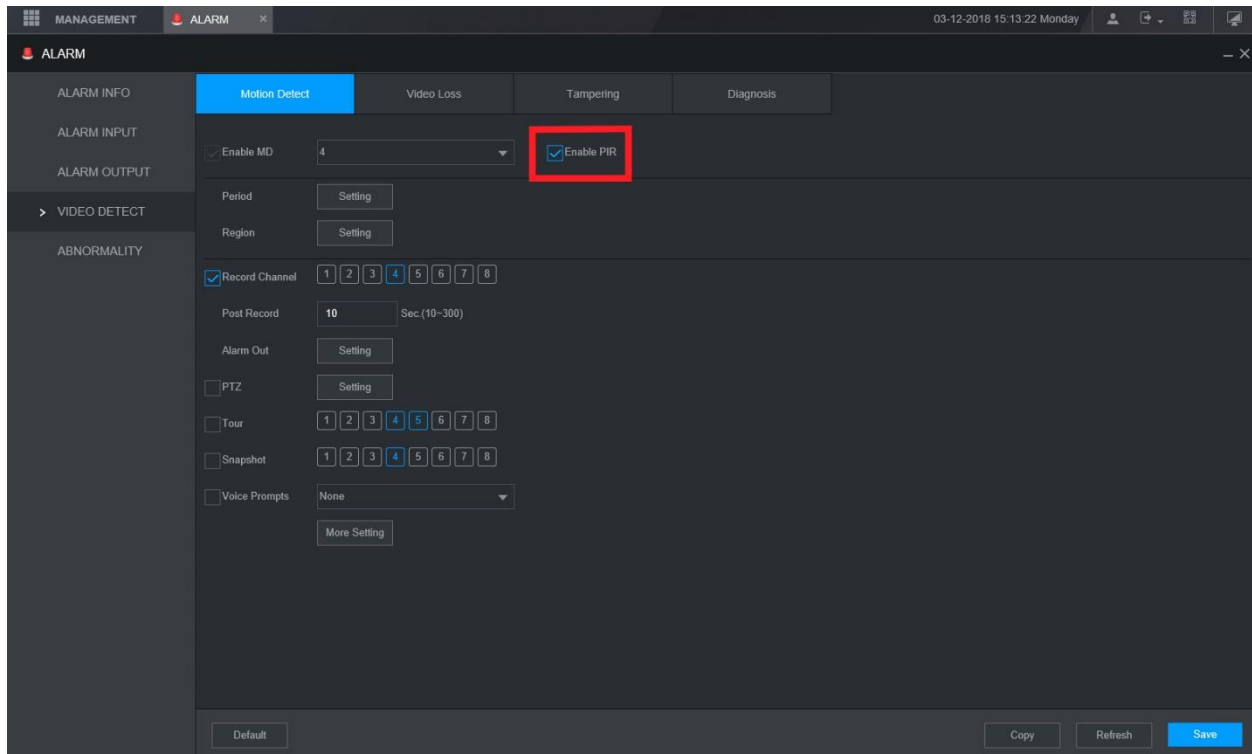 MANAGEMENT ALARM × 03-12-2018 15:13:22 Monday
ALARM
ALARM INFO
ALARM INPUT
ALARM OUTPUT
> VIDEO DETECT
ABNORMALITY
Motion Detect Video Loss Tampering Diagnosis
Enable MD 4 Enable PIR
Period Setting
Region Setting
Record Channel 1 2 3 4 5 6 7 8
Post Record 10 Sec.(10~300)
Alarm Out Setting
PTZ Setting
Tour 1 2 3 4 5 6 7 8
Snapshot 1 2 3 4 5 6 7 8
Voice Prompts None
More Setting
Default Copy Refresh Save